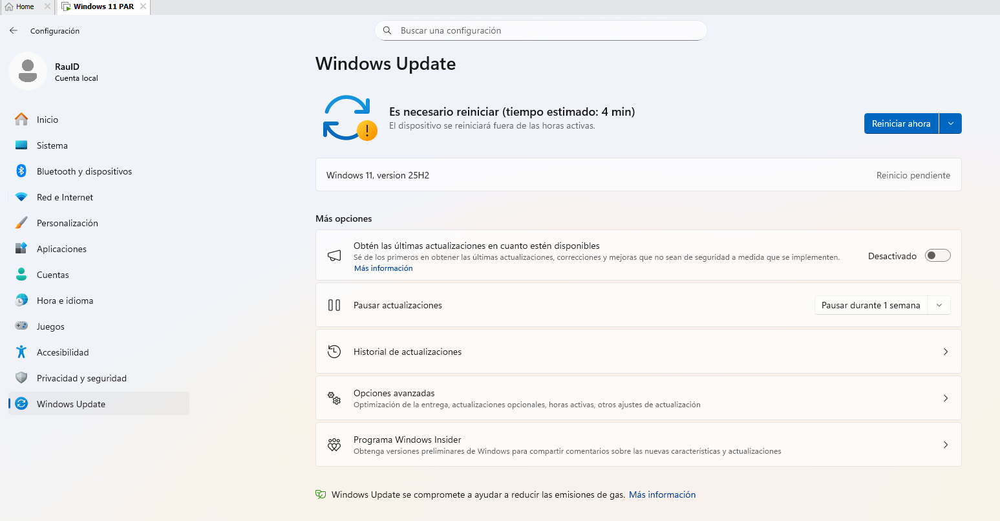 Home
Windows 11 PAR
Configuración
Buscar una configuración
RaulD
Cuenta local
Inicio
Sistema
Bluetooth y dispositivos
Red e Internet
Personalización
Aplicaciones
Cuentas
Hora e idioma
Juegos
Accesibilidad
Privacidad y seguridad
Windows Update
Windows Update
Es necesario reiniciar (tiempo estimado: 4 min)
El dispositivo se reiniciará fuera de las horas activas.
Reiniciar ahora
Windows 11, version 25H2
Reinicio pendiente
Más opciones
Obtén las últimas actualizaciones en cuanto estén disponibles
Sé de los primeros en obtener las últimas actualizaciones, correcciones y mejoras que no sean de seguridad a medida que se implementen.
Más información
Desactivado
Pausar actualizaciones
Pausar durante 1 semana
Historial de actualizaciones
Opciones avanzadas
Optimización de la entrega, actualizaciones opcionales, horas activas, otros ajustes de actualización
Programa Windows Insider
Obtenga versiones preliminares de Windows para compartir comentarios sobre las nuevas características y actualizaciones
Windows Update se compromete a ayudar a reducir las emisiones de gas. Más información